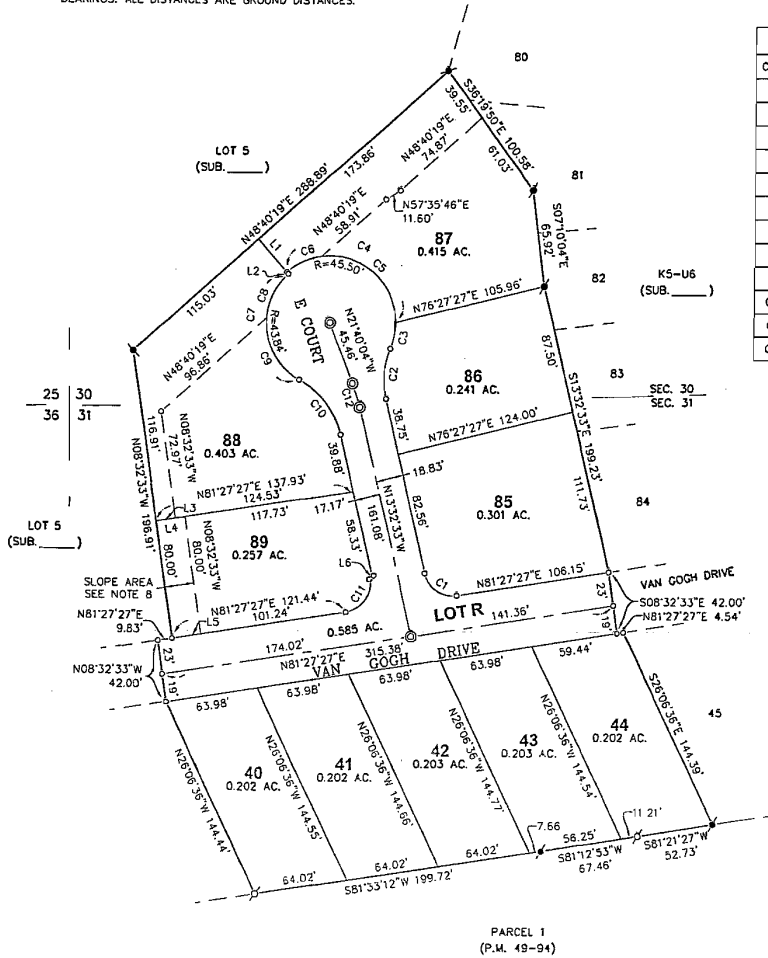 BEARINGS. ALL DISTANCES ARE GROUND DISTANCES.
80
S36°19'50"E 100.58'
39.55'
61.03'
LOT 5
(SUB.____)
N48°40'19"E 288.89'
173.86'
115.03'
N48°40'19"E
74.87'
N57°35'46"E
11.60'
N48°40'19"E
58.91'
81
S07°10'04"E
65.92'
L1
L2
C6
C4
C5
R=45.50'
87
0.415 AC.
82
K5-U6
(SUB.____)
C8
C7
R=43.84'
E COURT
N21°40'04"W
45.46'
N76°27'27"E 105.96'
C3
C2
C9
C10
C12
N48°40'19"E
96.86'
87.50'
83
86
0.241 AC.
SEC. 30
SEC. 31
25 30
36 31
116.91'
N08°32'33"W
72.97'
N08°32'33"W 196.91'
88
0.403 AC.
39.88'
38.75'
N76°27'27"E 124.00'
S13°32'33"E 199.23'
18.83'
L3
L4
N81°27'27"E 137.93'
124.53'
117.73'
17.17'
N13°32'33"W
161.08'
82.56'
85
0.301 AC.
111.73'
84
LOT 5
(SUB.____)
80.00'
N08°32'33"W
80.00'
89
0.257 AC.
58.33'
L6
SLOPE AREA
SEE NOTE 8
C11
C1
N81°27'27"E 106.15'
VAN GOGH DRIVE
N81°27'27"E
9.83'
L5
N81°27'27"E 121.44'
101.24'
LOT R
23'
S08°32'33"E 42.00'
19'
N81°27'27"E 4.54'
0.585 AC.
141.36'
174.02'
N81°27'27"E 315.38'
23'
19'
N08°32'33"W
42.00'
VAN GOGH DRIVE
63.98'
63.98'
63.98'
63.98'
59.44'
N26°06'36"W 144.44'
40
0.202 AC.
N26°06'36"W 144.55'
41
0.202 AC.
N26°06'36"W 144.66'
42
0.203 AC.
N26°06'36"W 144.77'
43
0.203 AC.
N26°06'36"W 144.54'
44
0.202 AC.
S26°06'36"E 144.39'
45
64.02'
64.02'
64.02'
S81°33'12"W 199.72'
7.66
56.25'
S81°12'53"W
67.46'
11.21'
S81°21'27"W
52.73'
PARCEL 1
(P.M. 49-94)